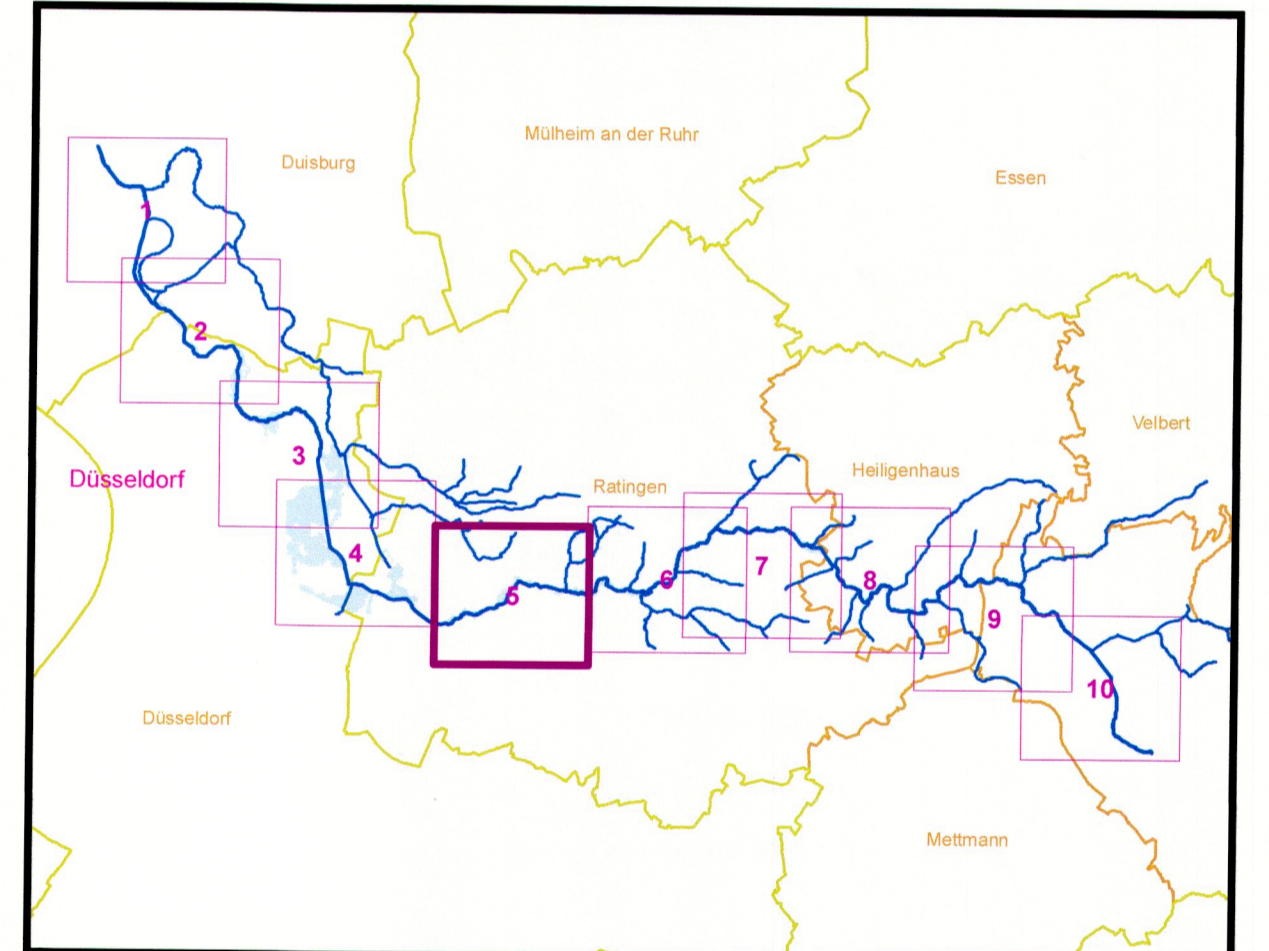 Mülheim an der Ruhr
Duisburg
Essen
1
2
Velbert
3
Düsseldorf
Heiligenhaus
Ratingen
4
5
6
7
8
9
10
Düsseldorf
Mettmann